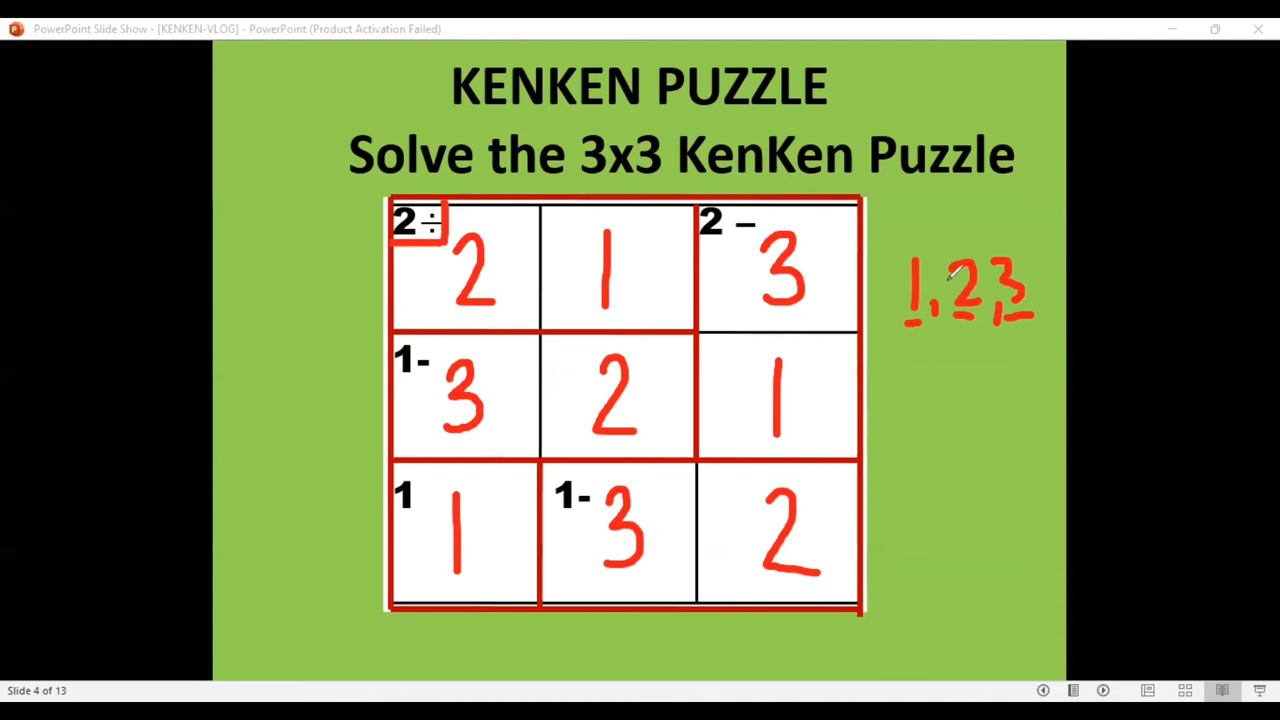 PowerPoint Slide Show - [KENKEN-VLOG] - PowerPoint (Product Activation Failed)
KENKEN PUZZLE
Solve the 3x3 KenKen Puzzle
2÷ 2 1 2 – 3
1,2,3
1- 3 2 1
1 1 1- 3 2
Slide 4 of 13